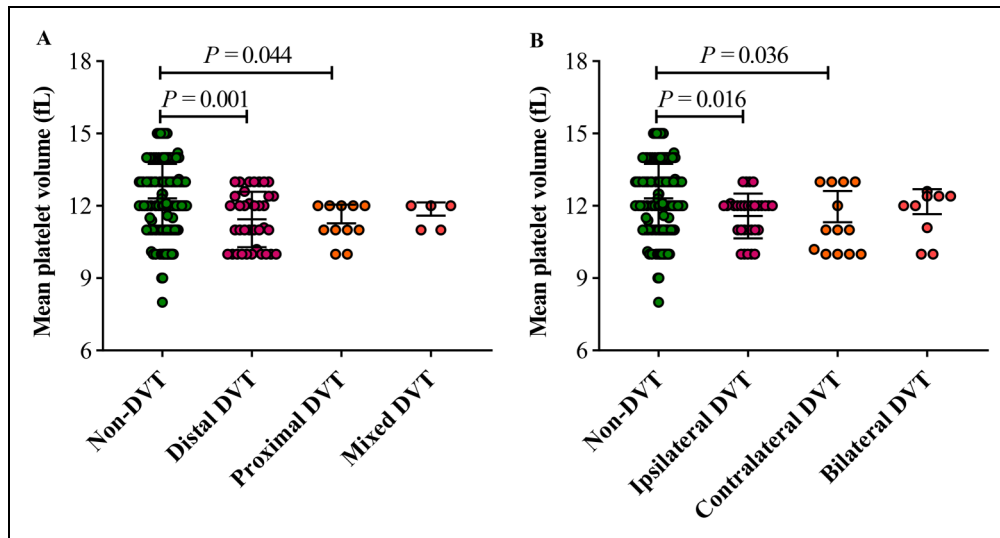 A
Mean platelet volume (fL)
18
15
12
9
6
P = 0.044
P = 0.001
Non-DVT
Distal DVT
Proximal DVT
Mixed DVT
B
Mean platelet volume (fL)
18
15
12
9
6
P = 0.036
P = 0.016
Non-DVT
Ipsilateral DVT
Contralateral DVT
Bilateral DVT